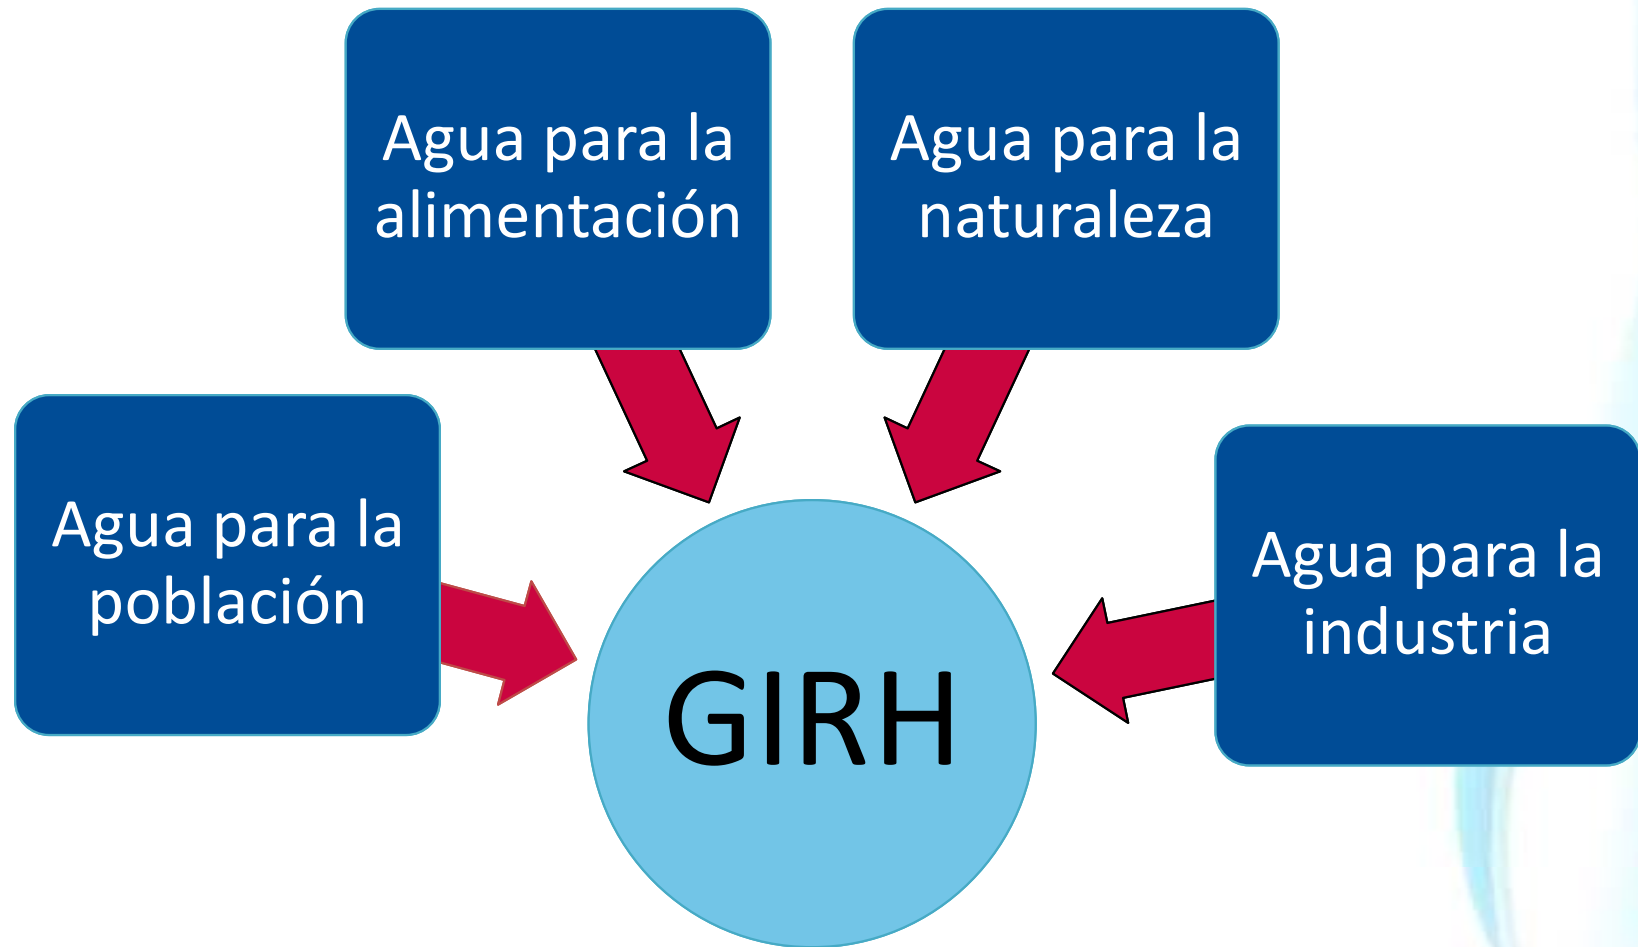 Agua para la
alimentación
Agua para la
naturaleza
Agua para la
población
Agua para la
industria
GIRH